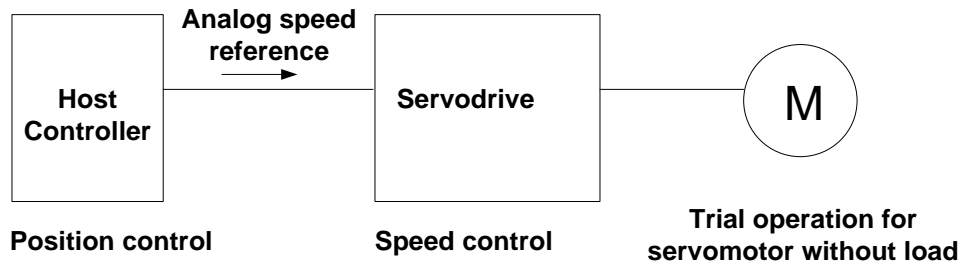 Analog speed
reference
Host
Controller
Servodrive
M
Position control
Speed control
Trial operation for
servomotor without load